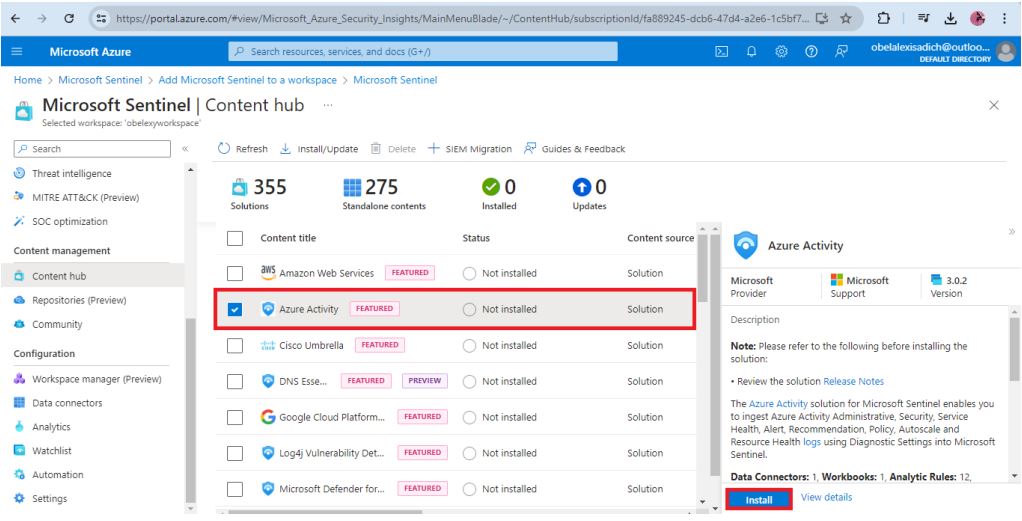 https://portal.azure.com/#view/Microsoft_Azure_Security_Insights/MainMenuBlade/~/ContentHub/subscriptionId/fa889245-dcb6-47d4-a2e6-1c5bf7...
Microsoft Azure
Search resources, services, and docs (G+/)
obelalexisadich@outloo...
DEFAULT DIRECTORY
Home > Microsoft Sentinel > Add Microsoft Sentinel to a workspace > Microsoft Sentinel
Microsoft Sentinel | Content hub ...
Selected workspace: 'obelexyworkspace'
Search
«
Refresh Install/Update Delete SIEM Migration Guides & Feedback
Threat intelligence
MITRE ATT&CK (Preview)
SOC optimization
Content management
Content hub
Repositories (Preview)
Community
Configuration
Workspace manager (Preview)
Data connectors
Analytics
Watchlist
Automation
Settings
355 275 0 0
Solutions Standalone contents Installed Updates
Content title Status Content source
aws Amazon Web Services FEATURED Not installed Solution
Azure Activity FEATURED Not installed Solution
Cisco Umbrella FEATURED Not installed Solution
DNS Esse... FEATURED PREVIEW Not installed Solution
Google Cloud Platform... FEATURED Not installed Solution
Log4j Vulnerability Det... FEATURED Not installed Solution
Microsoft Defender for... FEATURED Not installed Solution
»
Azure Activity
Microsoft Microsoft 3.0.2
Provider Support Version
Description
Note: Please refer to the following before installing the
solution:
• Review the solution Release Notes
The Azure Activity solution for Microsoft Sentinel enables you
to ingest Azure Activity Administrative, Security, Service
Health, Alert, Recommendation, Policy, Autoscale and
Resource Health logs using Diagnostic Settings into Microsoft
Sentinel.
Data Connectors: 1, Workbooks: 1, Analytic Rules: 12,
Install View details